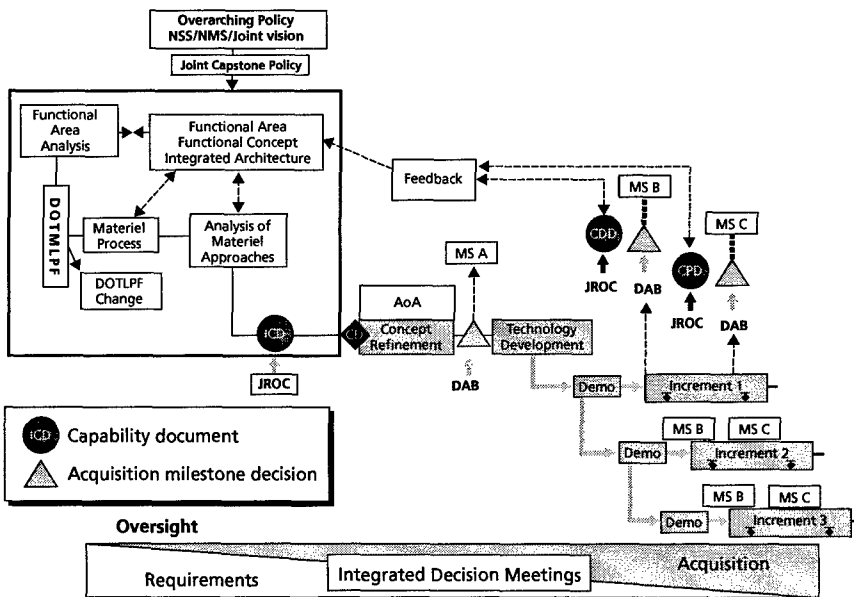 Overarching Policy
NSS/NMS/Joint vision
Joint Capstone Policy
Functional
Area
Analysis
Functional Area
Functional Concept
Integrated Architecture
DOTMLPF
Materiel
Process
Analysis of
Materiel
Approaches
DOTLPF
Change
Feedback
MS B
MS C
CDD
CPD
JROC
DAB
JROC
DAB
MS A
AoA
ICD
Concept
Refinement
Technology
Development
JROC
DAB
Demo
Increment 1
MS B
MS C
Demo
Increment 2
MS B
MS C
Demo
Increment 3
ICD
Capability document
Acquisition milestone decision
Oversight
Requirements
Integrated Decision Meetings
Acquisition